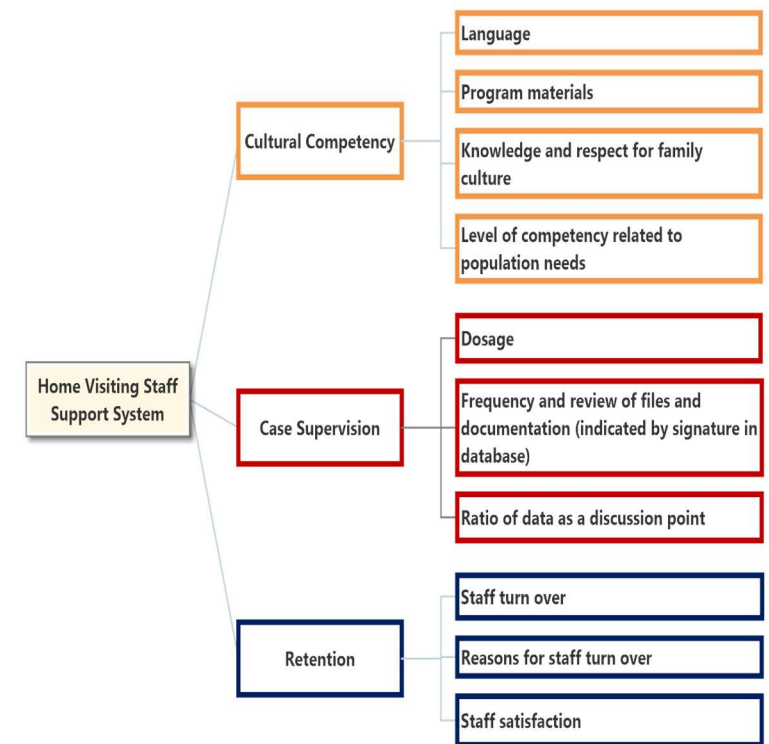 Home Visiting Staff
Support System
Cultural Competency
Language
Program materials
Knowledge and respect for family
culture
Level of competency related to
population needs
Case Supervision
Dosage
Frequency and review of files and
documentation (indicated by signature in
database)
Ratio of data as a discussion point
Retention
Staff turn over
Reasons for staff turn over
Staff satisfaction